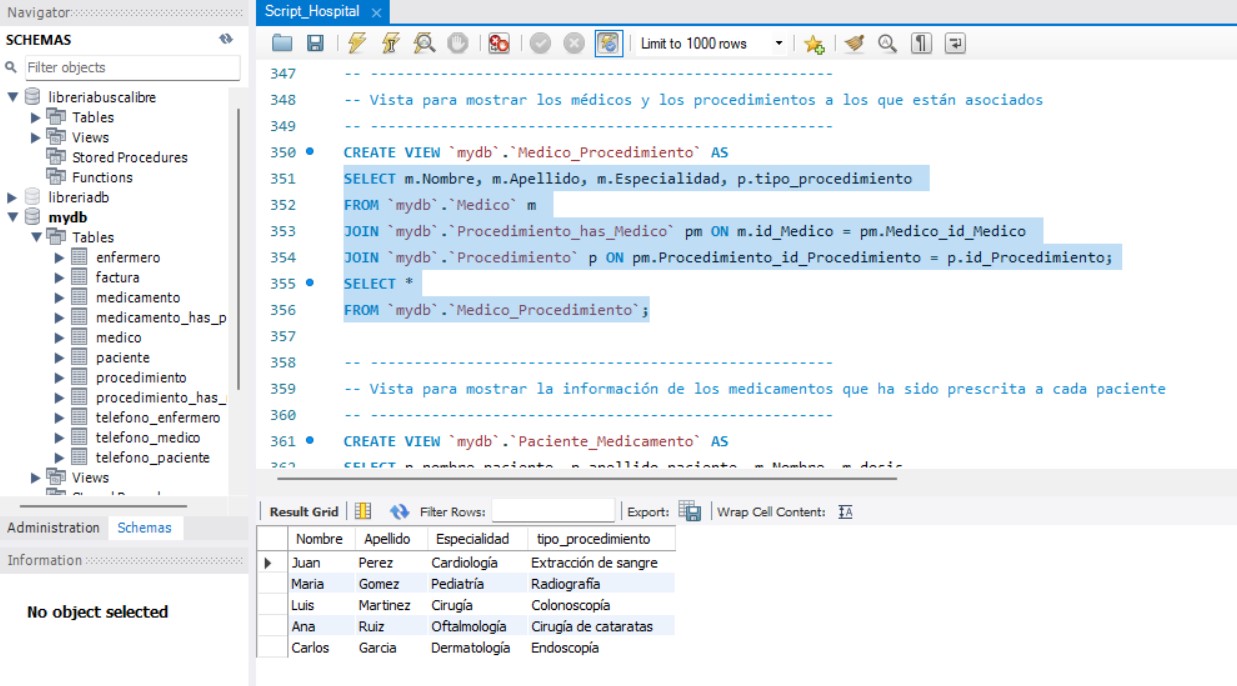 Navigator
SCHEMAS
Filter objects
libreriabuscalibre
Tables
Views
Stored Procedures
Functions
libreriadb
mydb
Tables
enfermero
factura
medicamento
medicamento_has_p
medico
paciente
procedimiento
procedimiento_has_
telefono_enfermero
telefono_medico
telefono_paciente
Views
Administration Schemas
Information
No object selected
Script_Hospital
Limit to 1000 rows
347 -- -----------------------------------------------------
348 -- Vista para mostrar los médicos y los procedimientos a los que están asociados
349 -- -----------------------------------------------------
350 CREATE VIEW `mydb`.`Medico_Procedimiento` AS
351 SELECT m.Nombre, m.Apellido, m.Especialidad, p.tipo_procedimiento
352 FROM `mydb`.`Medico` m
353 JOIN `mydb`.`Procedimiento_has_Medico` pm ON m.id_Medico = pm.Medico_id_Medico
354 JOIN `mydb`.`Procedimiento` p ON pm.Procedimiento_id_Procedimiento = p.id_Procedimiento;
355 SELECT *
356 FROM `mydb`.`Medico_Procedimiento`;
357
358 -- -----------------------------------------------------
359 -- Vista para mostrar la información de los medicamentos que ha sido prescrita a cada paciente
360 -- -----------------------------------------------------
361 CREATE VIEW `mydb`.`Paciente_Medicamento` AS
362 SELECT p.nombre_paciente, p.apellido_paciente, m.Nombre, m.dosis
Result Grid Filter Rows: Export: Wrap Cell Content:
Nombre Apellido Especialidad tipo_procedimiento
Juan Perez Cardiología Extracción de sangre
Maria Gomez Pediatría Radiografía
Luis Martinez Cirugía Colonoscopía
Ana Ruiz Oftalmología Cirugía de cataratas
Carlos Garcia Dermatología Endoscopía